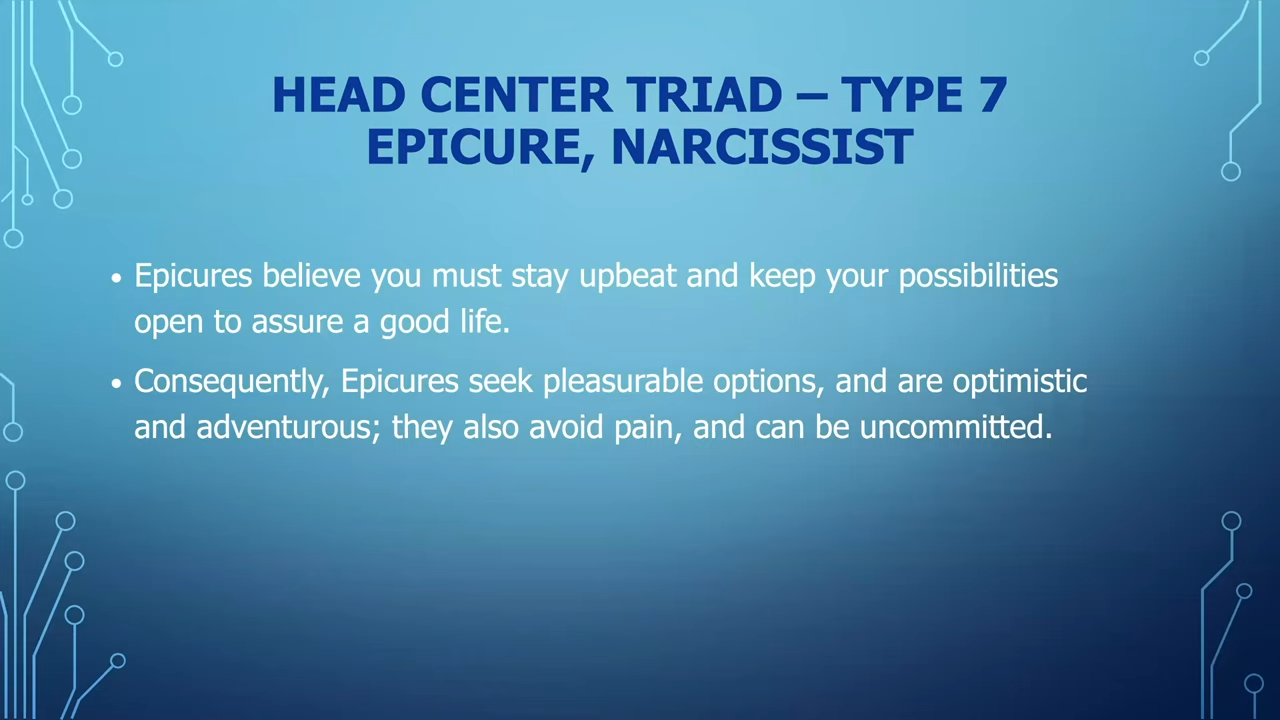 HEAD CENTER TRIAD – TYPE 7
EPICURE, NARCISSIST
• Epicures believe you must stay upbeat and keep your possibilities
open to assure a good life.
• Consequently, Epicures seek pleasurable options, and are optimistic
and adventurous; they also avoid pain, and can be uncommitted.